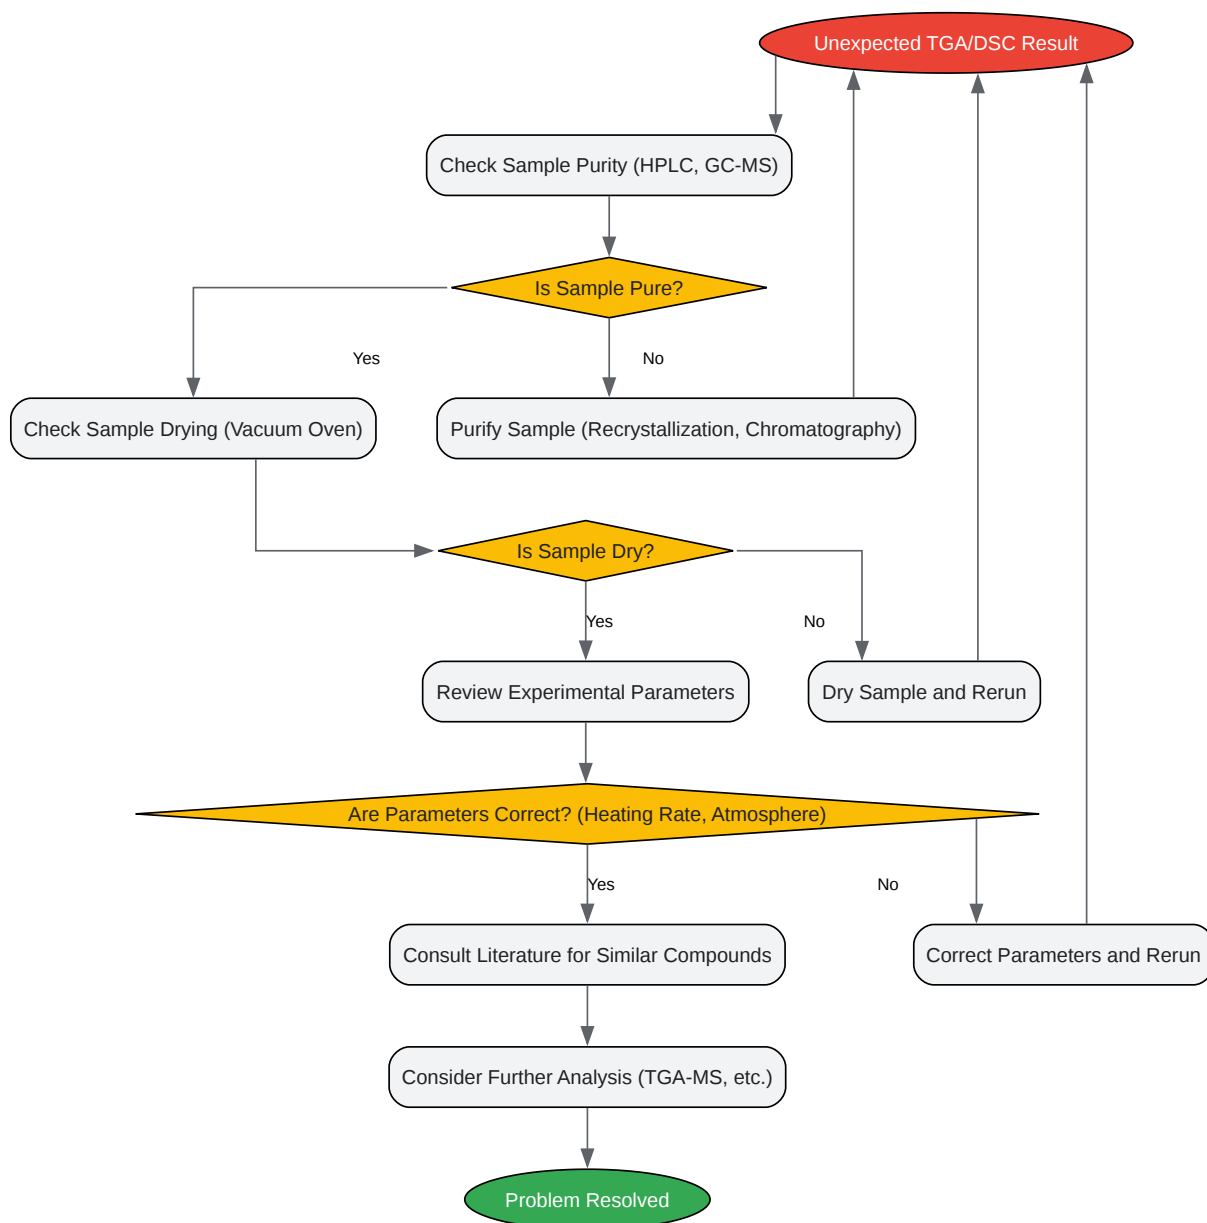 Unexpected TGA/DSC Result
Check Sample Purity (HPLC, GC-MS)
Is Sample Pure?
Yes
No
Check Sample Drying (Vacuum Oven)
Purify Sample (Recrystallization, Chromatography)
Is Sample Dry?
Yes
No
Review Experimental Parameters
Dry Sample and Rerun
Are Parameters Correct? (Heating Rate, Atmosphere)
Yes
No
Consult Literature for Similar Compounds
Correct Parameters and Rerun
Consider Further Analysis (TGA-MS, etc.)
Problem Resolved